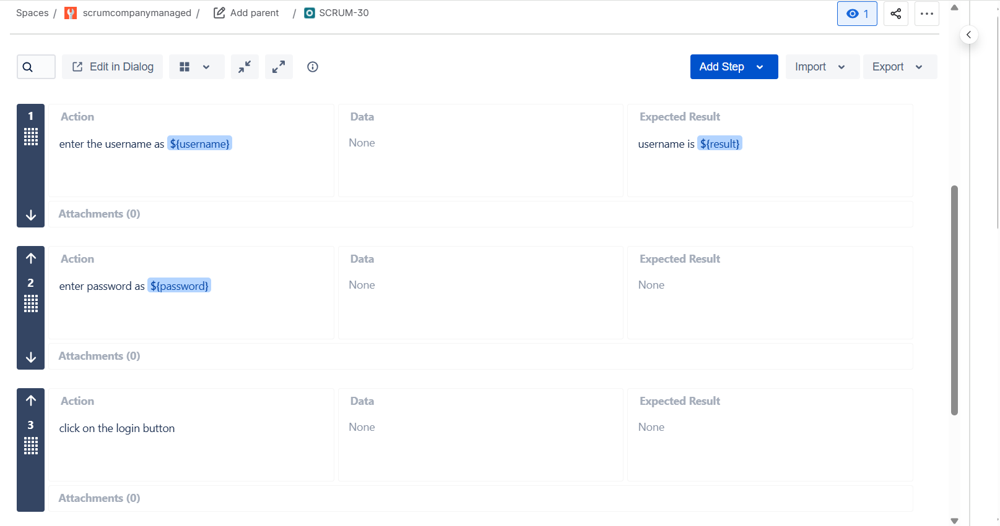 Spaces / scrumcompanymanaged / Add parent / SCRUM-30
1
Edit in Dialog
Add Step
Import
Export
1
Action
Data
Expected Result
enter the username as ${username}
None
username is ${result}
Attachments (0)
2
Action
Data
Expected Result
enter password as ${password}
None
None
Attachments (0)
3
Action
Data
Expected Result
click on the login button
None
None
Attachments (0)